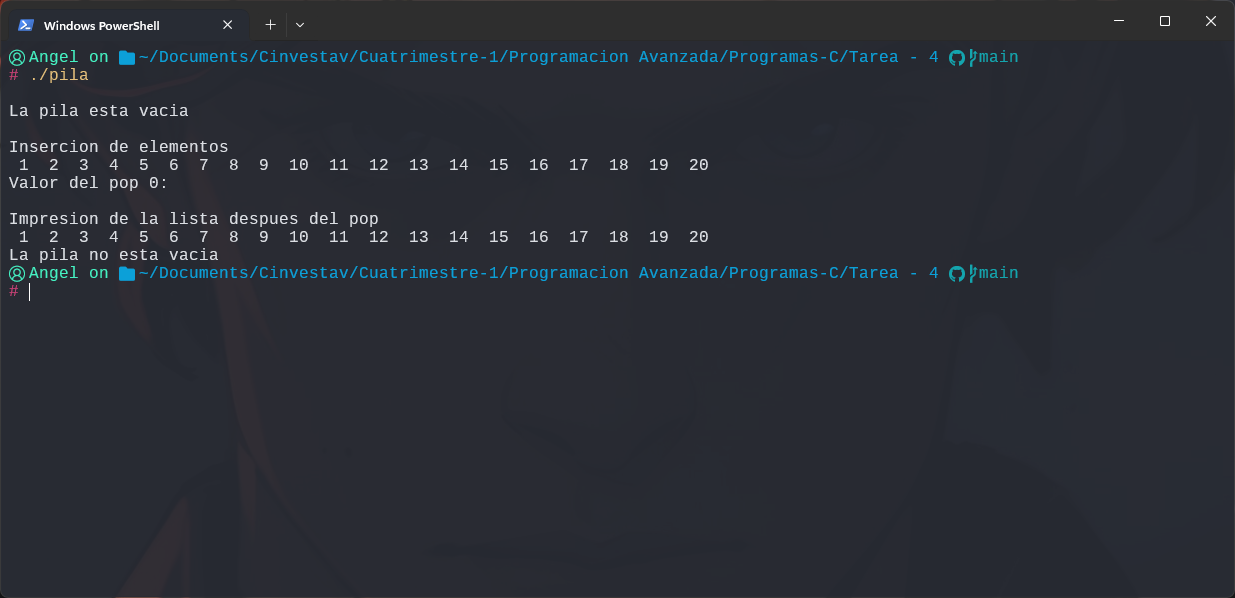 Windows PowerShell
Angel on ~/Documents/Cinvestav/Cuatrimestre-1/Programacion Avanzada/Programas-C/Tarea - 4 main
# ./pila
La pila esta vacia
Insercion de elementos
1 2 3 4 5 6 7 8 9 10 11 12 13 14 15 16 17 18 19 20
Valor del pop 0:
Impresion de la lista despues del pop
1 2 3 4 5 6 7 8 9 10 11 12 13 14 15 16 17 18 19 20
La pila no esta vacia
Angel on ~/Documents/Cinvestav/Cuatrimestre-1/Programacion Avanzada/Programas-C/Tarea - 4 main
#